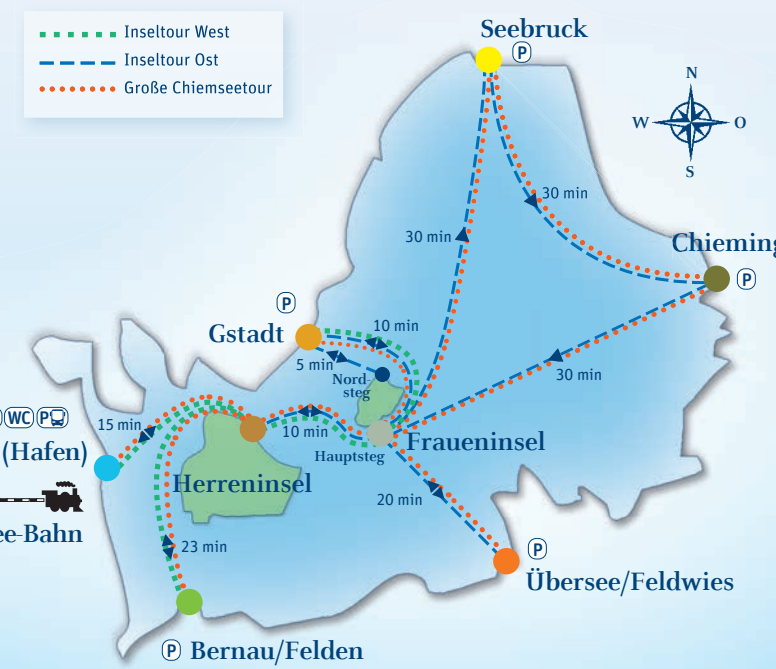 Inseltour West
Inseltour Ost
Große Chiemseetour
Seebruck
P
N
W O
S
30 min
30 min
Chieming
P
P
Gstadt
10 min
5 min
Nord-
steg
30 min
WC P
15 min
(Hafen)
10 min
Hauptsteg
Fraueninsel
Herreninsel
20 min
ee-Bahn
23 min
P
Übersee/Feldwies
P Bernau/Felden